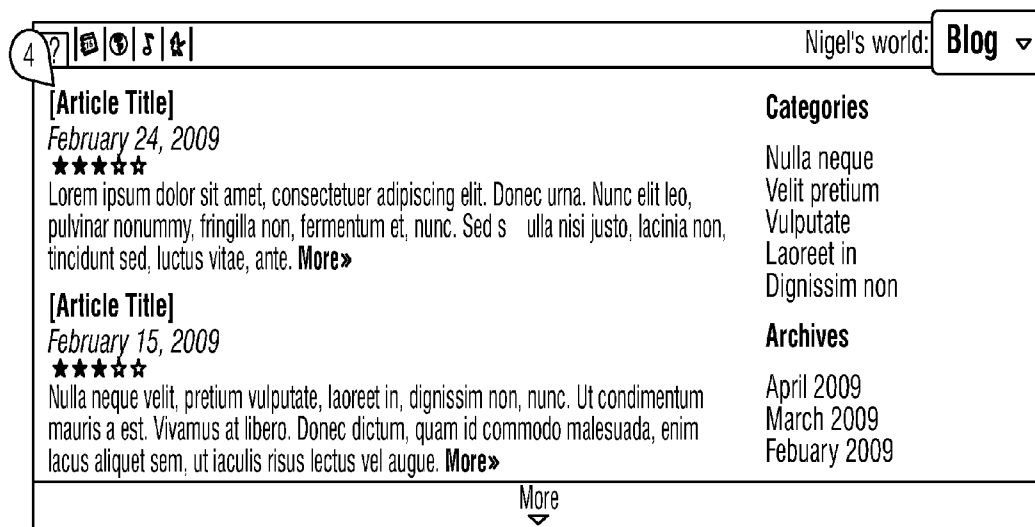 4
?
15
Nigel's world: Blog
[Article Title]
February 24, 2009
Lorem ipsum dolor sit amet, consectetuer adipiscing elit. Donec urna. Nunc elit leo,
pulvinar nonummy, fringilla non, fermentum et, nunc. Sed s ulla nisi justo, lacinia non,
tincidunt sed, luctus vitae, ante. More»
[Article Title]
February 15, 2009
Nulla neque velit, pretium vulputate, laoreet in, dignissim non, nunc. Ut condimentum
mauris a est. Vivamus at libero. Donec dictum, quam id commodo malesuada, enim
lacus aliquet sem, ut iaculis risus lectus vel augue. More»
Categories
Nulla neque
Velit pretium
Vulputate
Laoreet in
Dignissim non
Archives
April 2009
March 2009
Febuary 2009
More